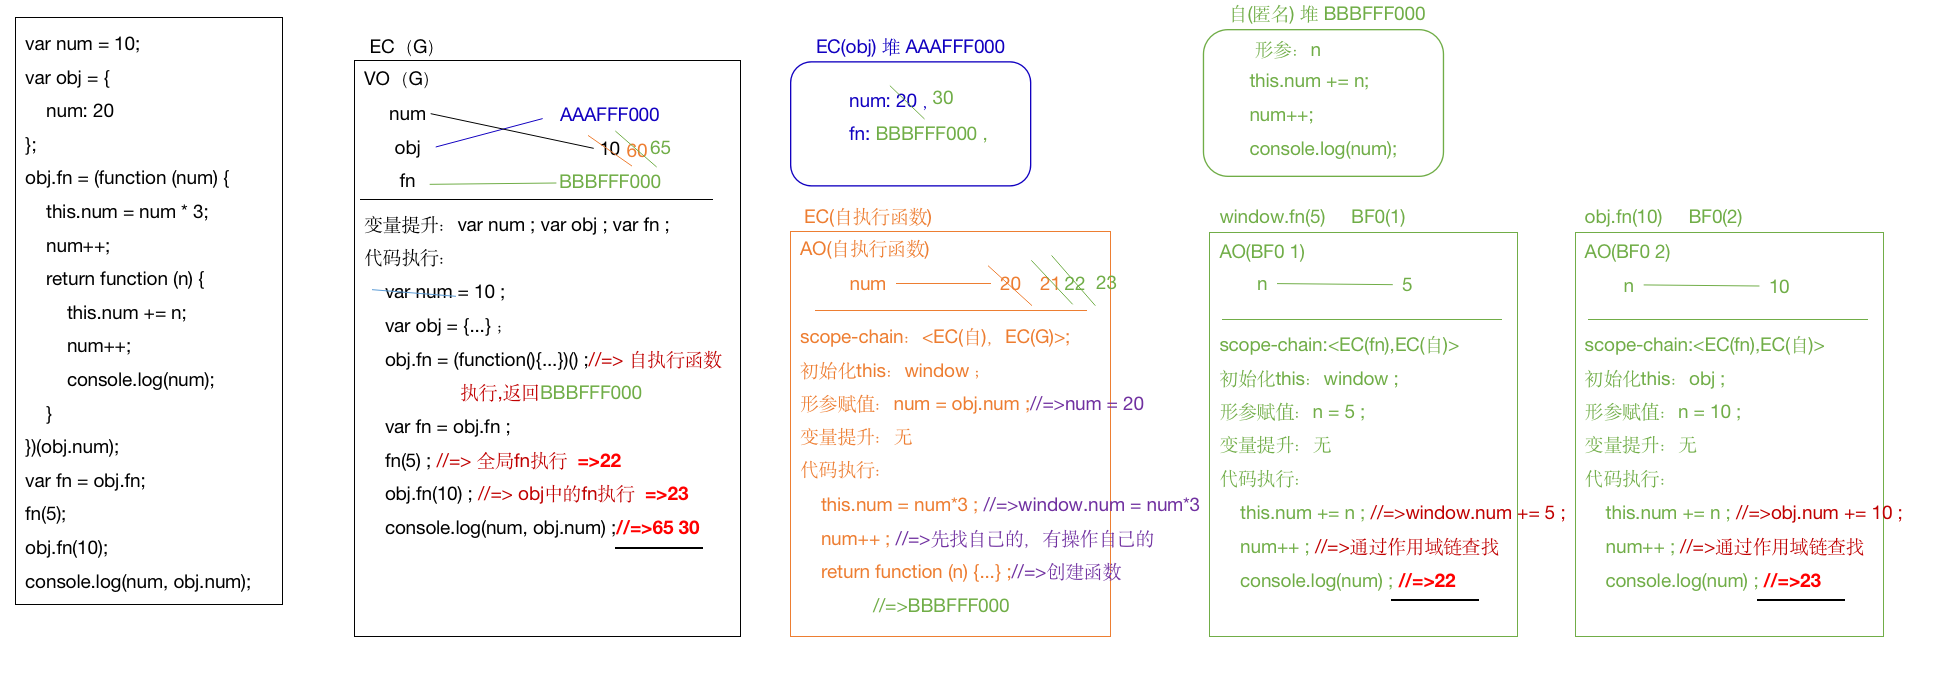 var num = 10;
var obj = {
num: 20
};
obj.fn = (function (num) {
this.num = num * 3;
num++;
return function (n) {
this.num += n;
num++;
console.log(num);
}
})(obj.num);
var fn = obj.fn;
fn(5);
obj.fn(10);
console.log(num, obj.num);
EC（G）
VO（G）
num AAAFFF000
obj 10 60 65
fn BBBFFF000
变量提升：var num ; var obj ; var fn ;
代码执行：
var num = 10 ;
var obj = {...} ;
obj.fn = (function(){...})() ;//=> 自执行函数
执行,返回BBBFFF000
var fn = obj.fn ;
fn(5) ; //=> 全局fn执行 =>22
obj.fn(10) ; //=> obj中的fn执行 =>23
console.log(num, obj.num) ;//=>65 30
EC(obj) 堆 AAAFFF000
num: 20 , 30
fn: BBBFFF000 ,
自(匿名) 堆 BBBFFF000
形参：n
this.num += n;
num++;
console.log(num);
EC(自执行函数)
AO(自执行函数)
num 20 21 22 23
scope-chain：<EC(自)，EC(G)>;
初始化this：window ;
形参赋值：num = obj.num ;//=>num = 20
变量提升：无
代码执行：
this.num = num*3 ; //=>window.num = num*3
num++ ; //=>先找自己的，有操作自己的
return function (n) {...} ;//=>创建函数
//=>BBBFFF000
window.fn(5) BF0(1)
AO(BF0 1)
n 5
scope-chain:<EC(fn),EC(自)>
初始化this：window ;
形参赋值：n = 5 ;
变量提升：无
代码执行：
this.num += n ; //=>window.num += 5 ;
num++ ; //=>通过作用域链查找
console.log(num) ; //=>22
obj.fn(10) BF0(2)
AO(BF0 2)
n 10
scope-chain:<EC(fn),EC(自)>
初始化this：obj ;
形参赋值：n = 10 ;
变量提升：无
代码执行：
this.num += n ; //=>obj.num += 10 ;
num++ ; //=>通过作用域链查找
console.log(num) ; //=>23